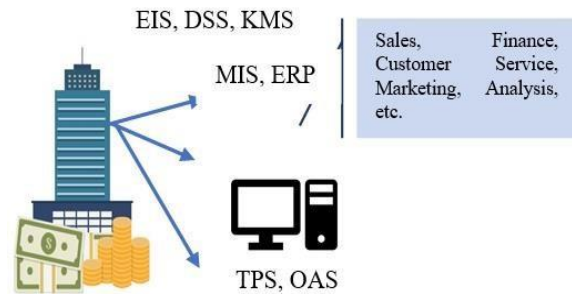 EIS, DSS, KMS
MIS, ERP
Sales, Finance,
Customer Service,
Marketing, Analysis,
etc.
TPS, OAS